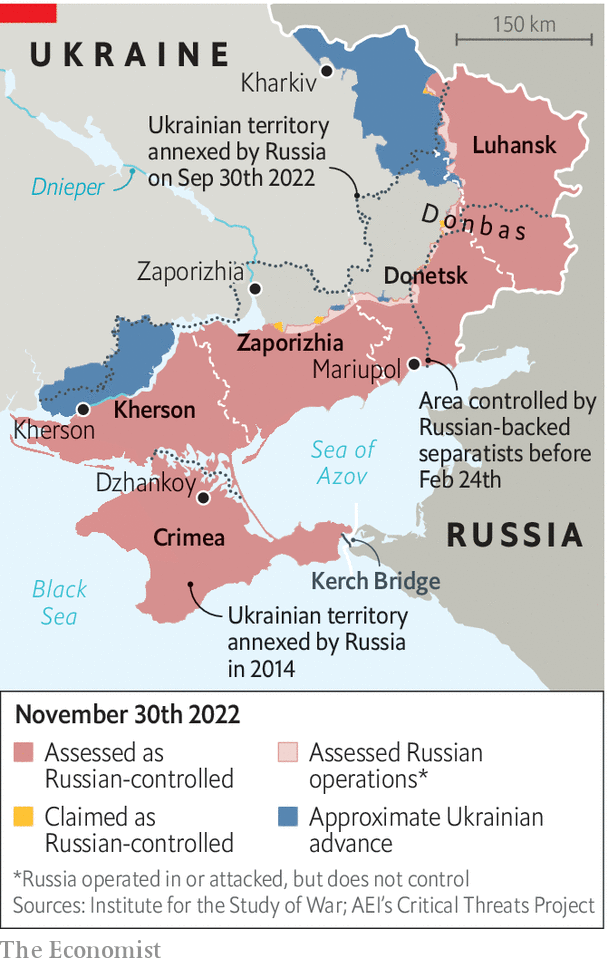 150 km
UKRAINE
Kharkiv
Ukrainian territory
annexed by Russia
on Sep 30th 2022
Luhansk
Dnieper
Donbas
Zaporizhia
Donetsk
Zaporizhia
Mariupol
Kherson
Kherson
Area controlled by
Russian-backed
separatists before
Feb 24th
Sea of
Azov
Dzhankoy
Crimea
RUSSIA
Kerch Bridge
Black
Sea
Ukrainian territory
annexed by Russia
in 2014
November 30th 2022
Assessed as
Russian-controlled
Assessed Russian
operations*
Claimed as
Russian-controlled
Approximate Ukrainian
advance
*Russia operated in or attacked, but does not control
Sources: Institute for the Study of War; AEI's Critical Threats Project
The Economist